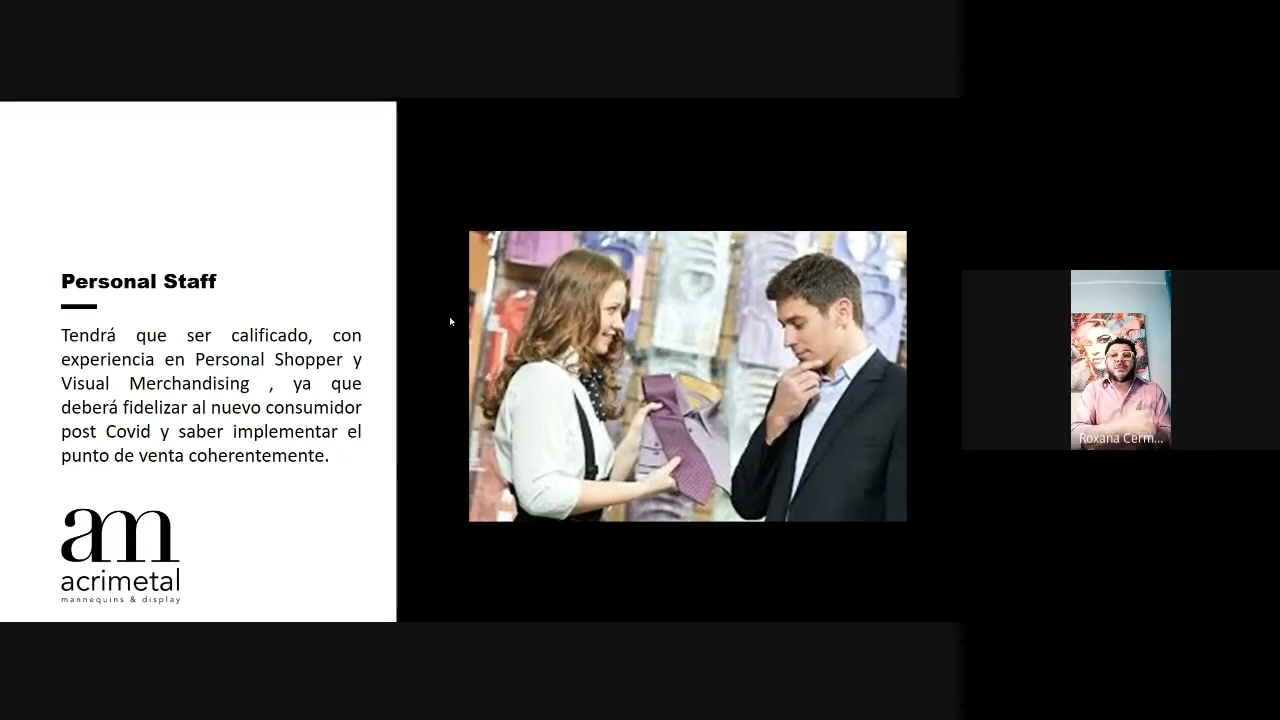 Personal Staff
Tendrá que ser calificado, con
experiencia en Personal Shopper y
Visual Merchandising , ya que
deberá fidelizar al nuevo consumidor
post Covid y saber implementar el
punto de venta coherentemente.
am
acrimetal
mannequins & display
Roxana Cerm...